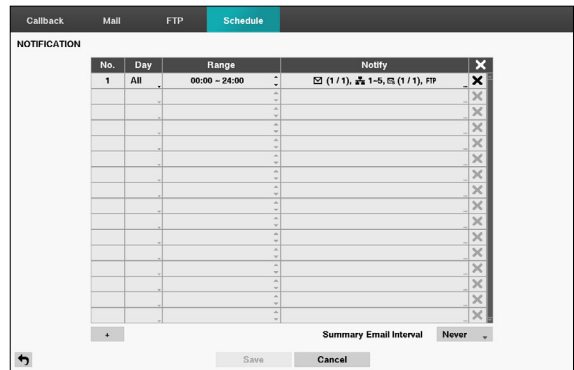 Callback Mail FTP Schedule
NOTIFICATION
No. Day Range Notify
1 All 00:00 ~ 24:00 (1 / 1), 1~5, (1 / 1), FTP
+ Summary Email Interval Never
Save Cancel